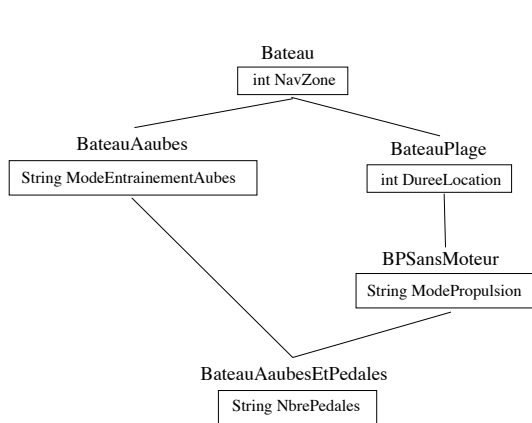 Bateau
int NavZone
BateauAaubes
String ModeEntrainementAubes
BateauPlage
int DureeLocation
BPSansMoteur
String ModePropulsion
BateauAaubesEtPedales
String NbrePedales